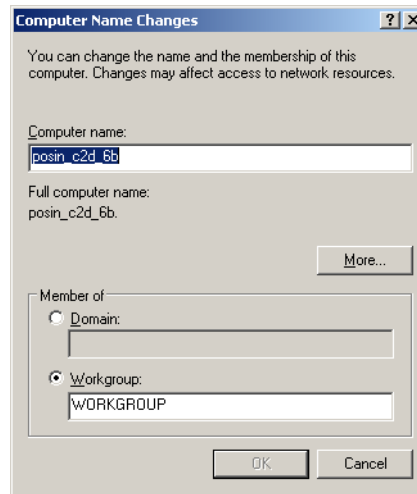 Computer Name Changes
You can change the name and the membership of this
computer. Changes may affect access to network resources.
Computer name:
posin_c2d_6b
Full computer name:
posin_c2d_6b.
More...
Member of
Domain:
Workgroup:
WORKGROUP
OK Cancel